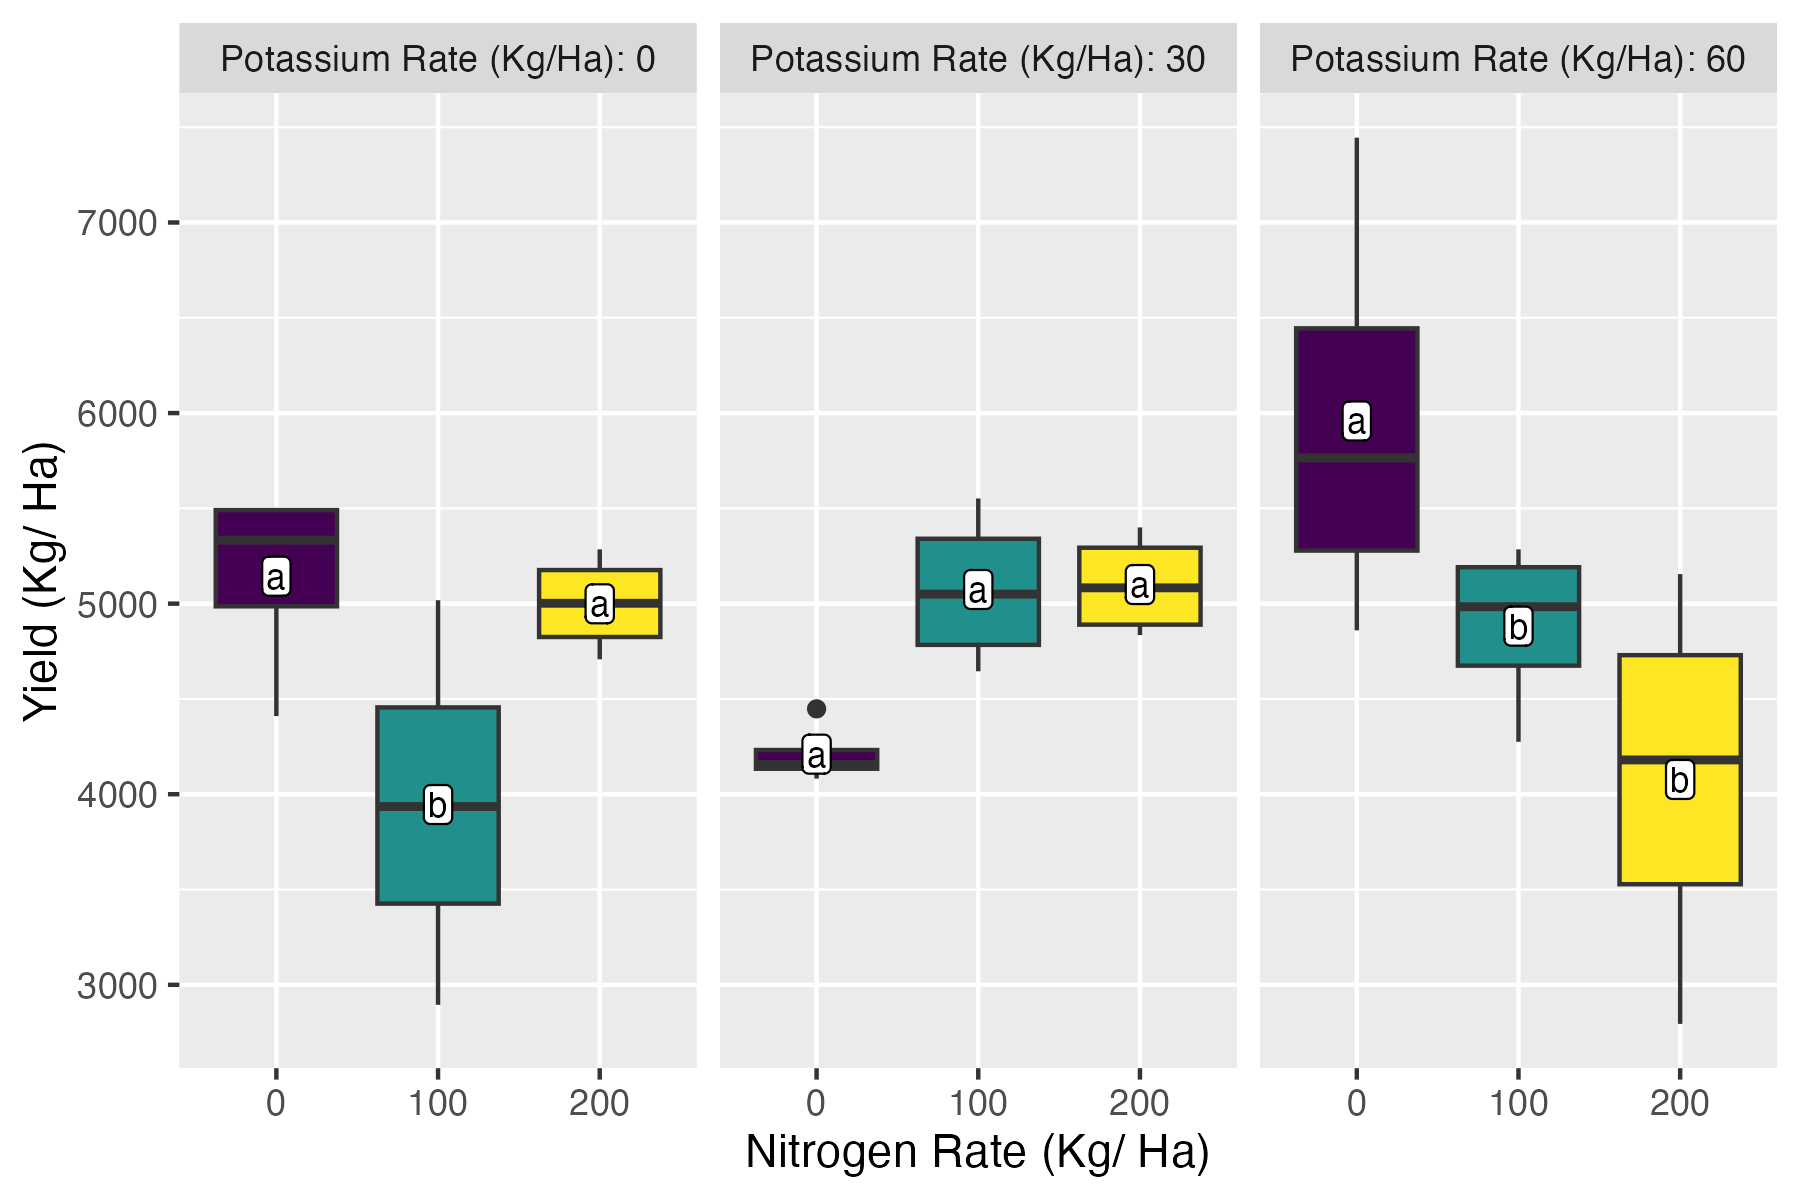 Potassium Rate (Kg/Ha): 0
Potassium Rate (Kg/Ha): 30
Potassium Rate (Kg/Ha): 60
Yield (Kg/ Ha)
7000
6000
5000
4000
3000
a
b
a
a
a
a
a
b
b
0 100 200
0 100 200
0 100 200
Nitrogen Rate (Kg/ Ha)